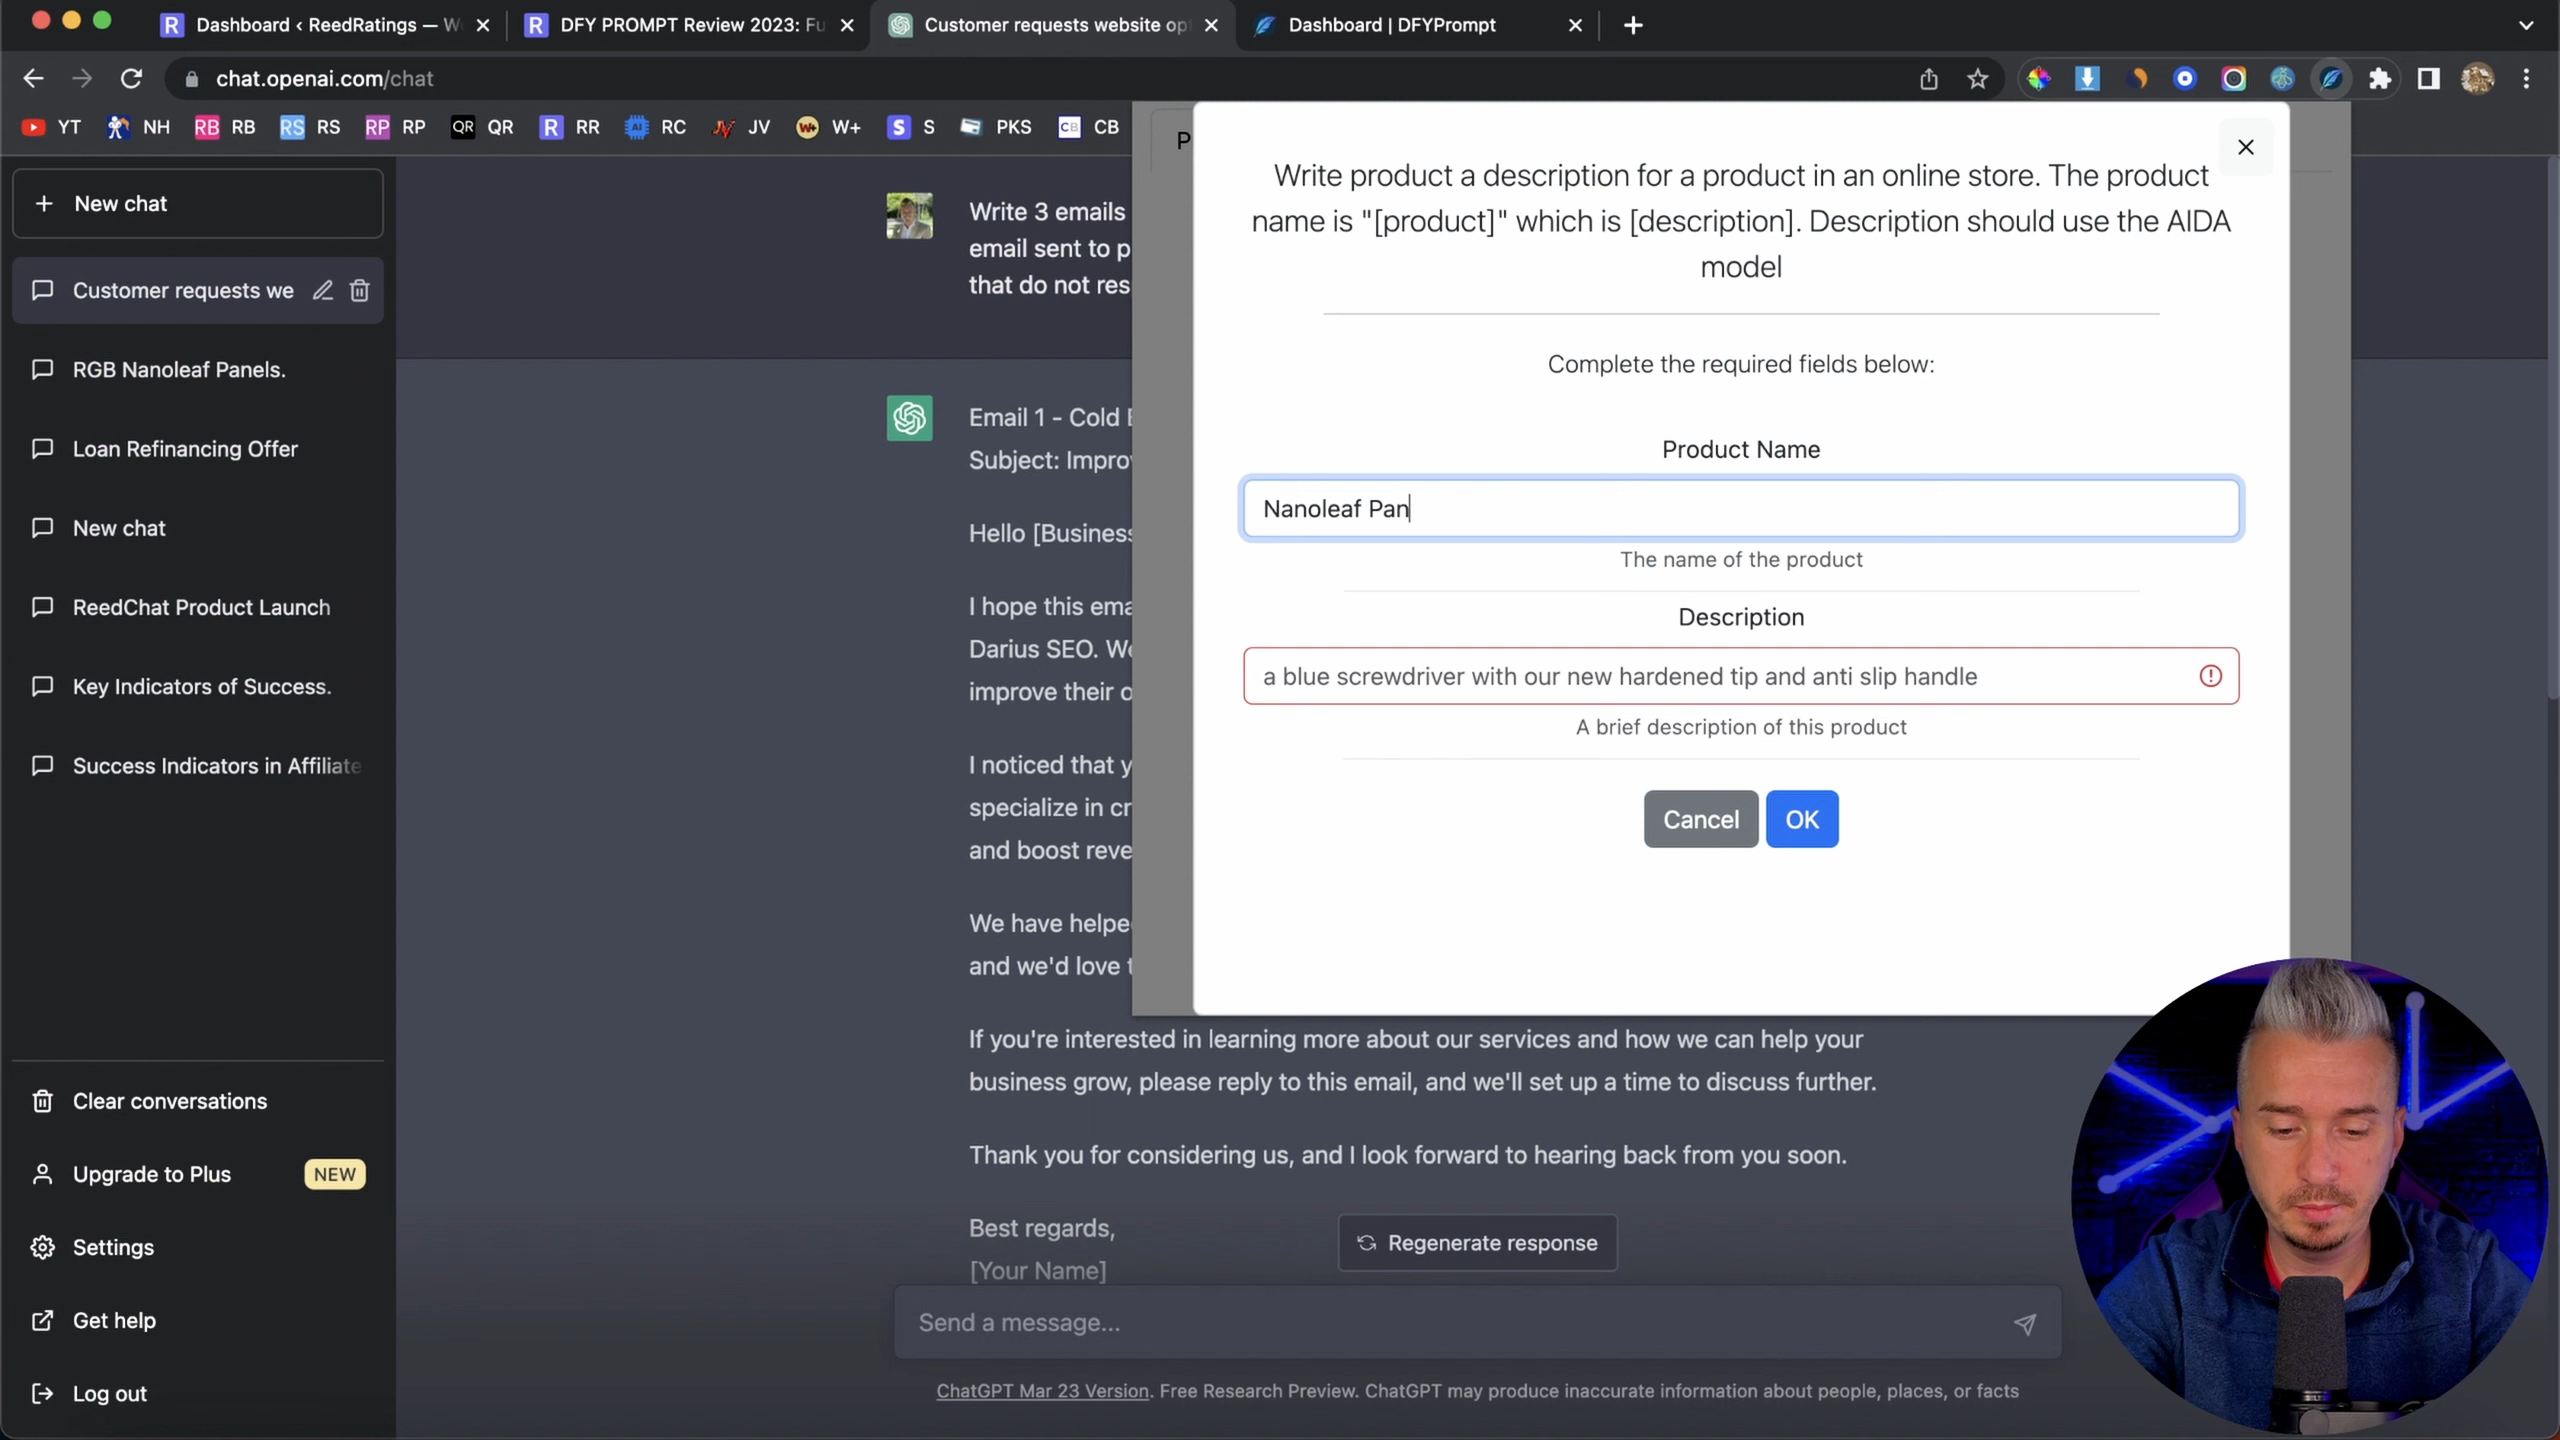 Dashboard ‹ ReedRatings — W
DFY PROMPT Review 2023: Fu
Customer requests website op
Dashboard | DFYPrompt
chat.openai.com/chat
YT
NH
RB RB
RS RS
RP RP
QR QR
R RR
AI RC
JV JV
W+ W+
S S
PKS
CB CB
New chat
Customer requests we
RGB Nanoleaf Panels.
Loan Refinancing Offer
New chat
ReedChat Product Launch
Key Indicators of Success.
Success Indicators in Affiliate
Clear conversations
Upgrade to Plus NEW
Settings
Get help
Log out
Write 3 emails
email sent to p
that do not res
Email 1 - Cold E
Subject: Improv
Hello [Business
I hope this ema
Darius SEO. We
improve their o
I noticed that y
specialize in cr
and boost reve
We have helpe
and we'd love t
If you're interested in learning more about our services and how we can help your
business grow, please reply to this email, and we'll set up a time to discuss further.
Thank you for considering us, and I look forward to hearing back from you soon.
Best regards,
[Your Name]
Regenerate response
Send a message...
ChatGPT Mar 23 Version. Free Research Preview. ChatGPT may produce inaccurate information about people, places, or facts
P
Write product a description for a product in an online store. The product
name is "[product]" which is [description]. Description should use the AIDA
model
Complete the required fields below:
Product Name
Nanoleaf Pan
The name of the product
Description
a blue screwdriver with our new hardened tip and anti slip handle
A brief description of this product
Cancel
OK